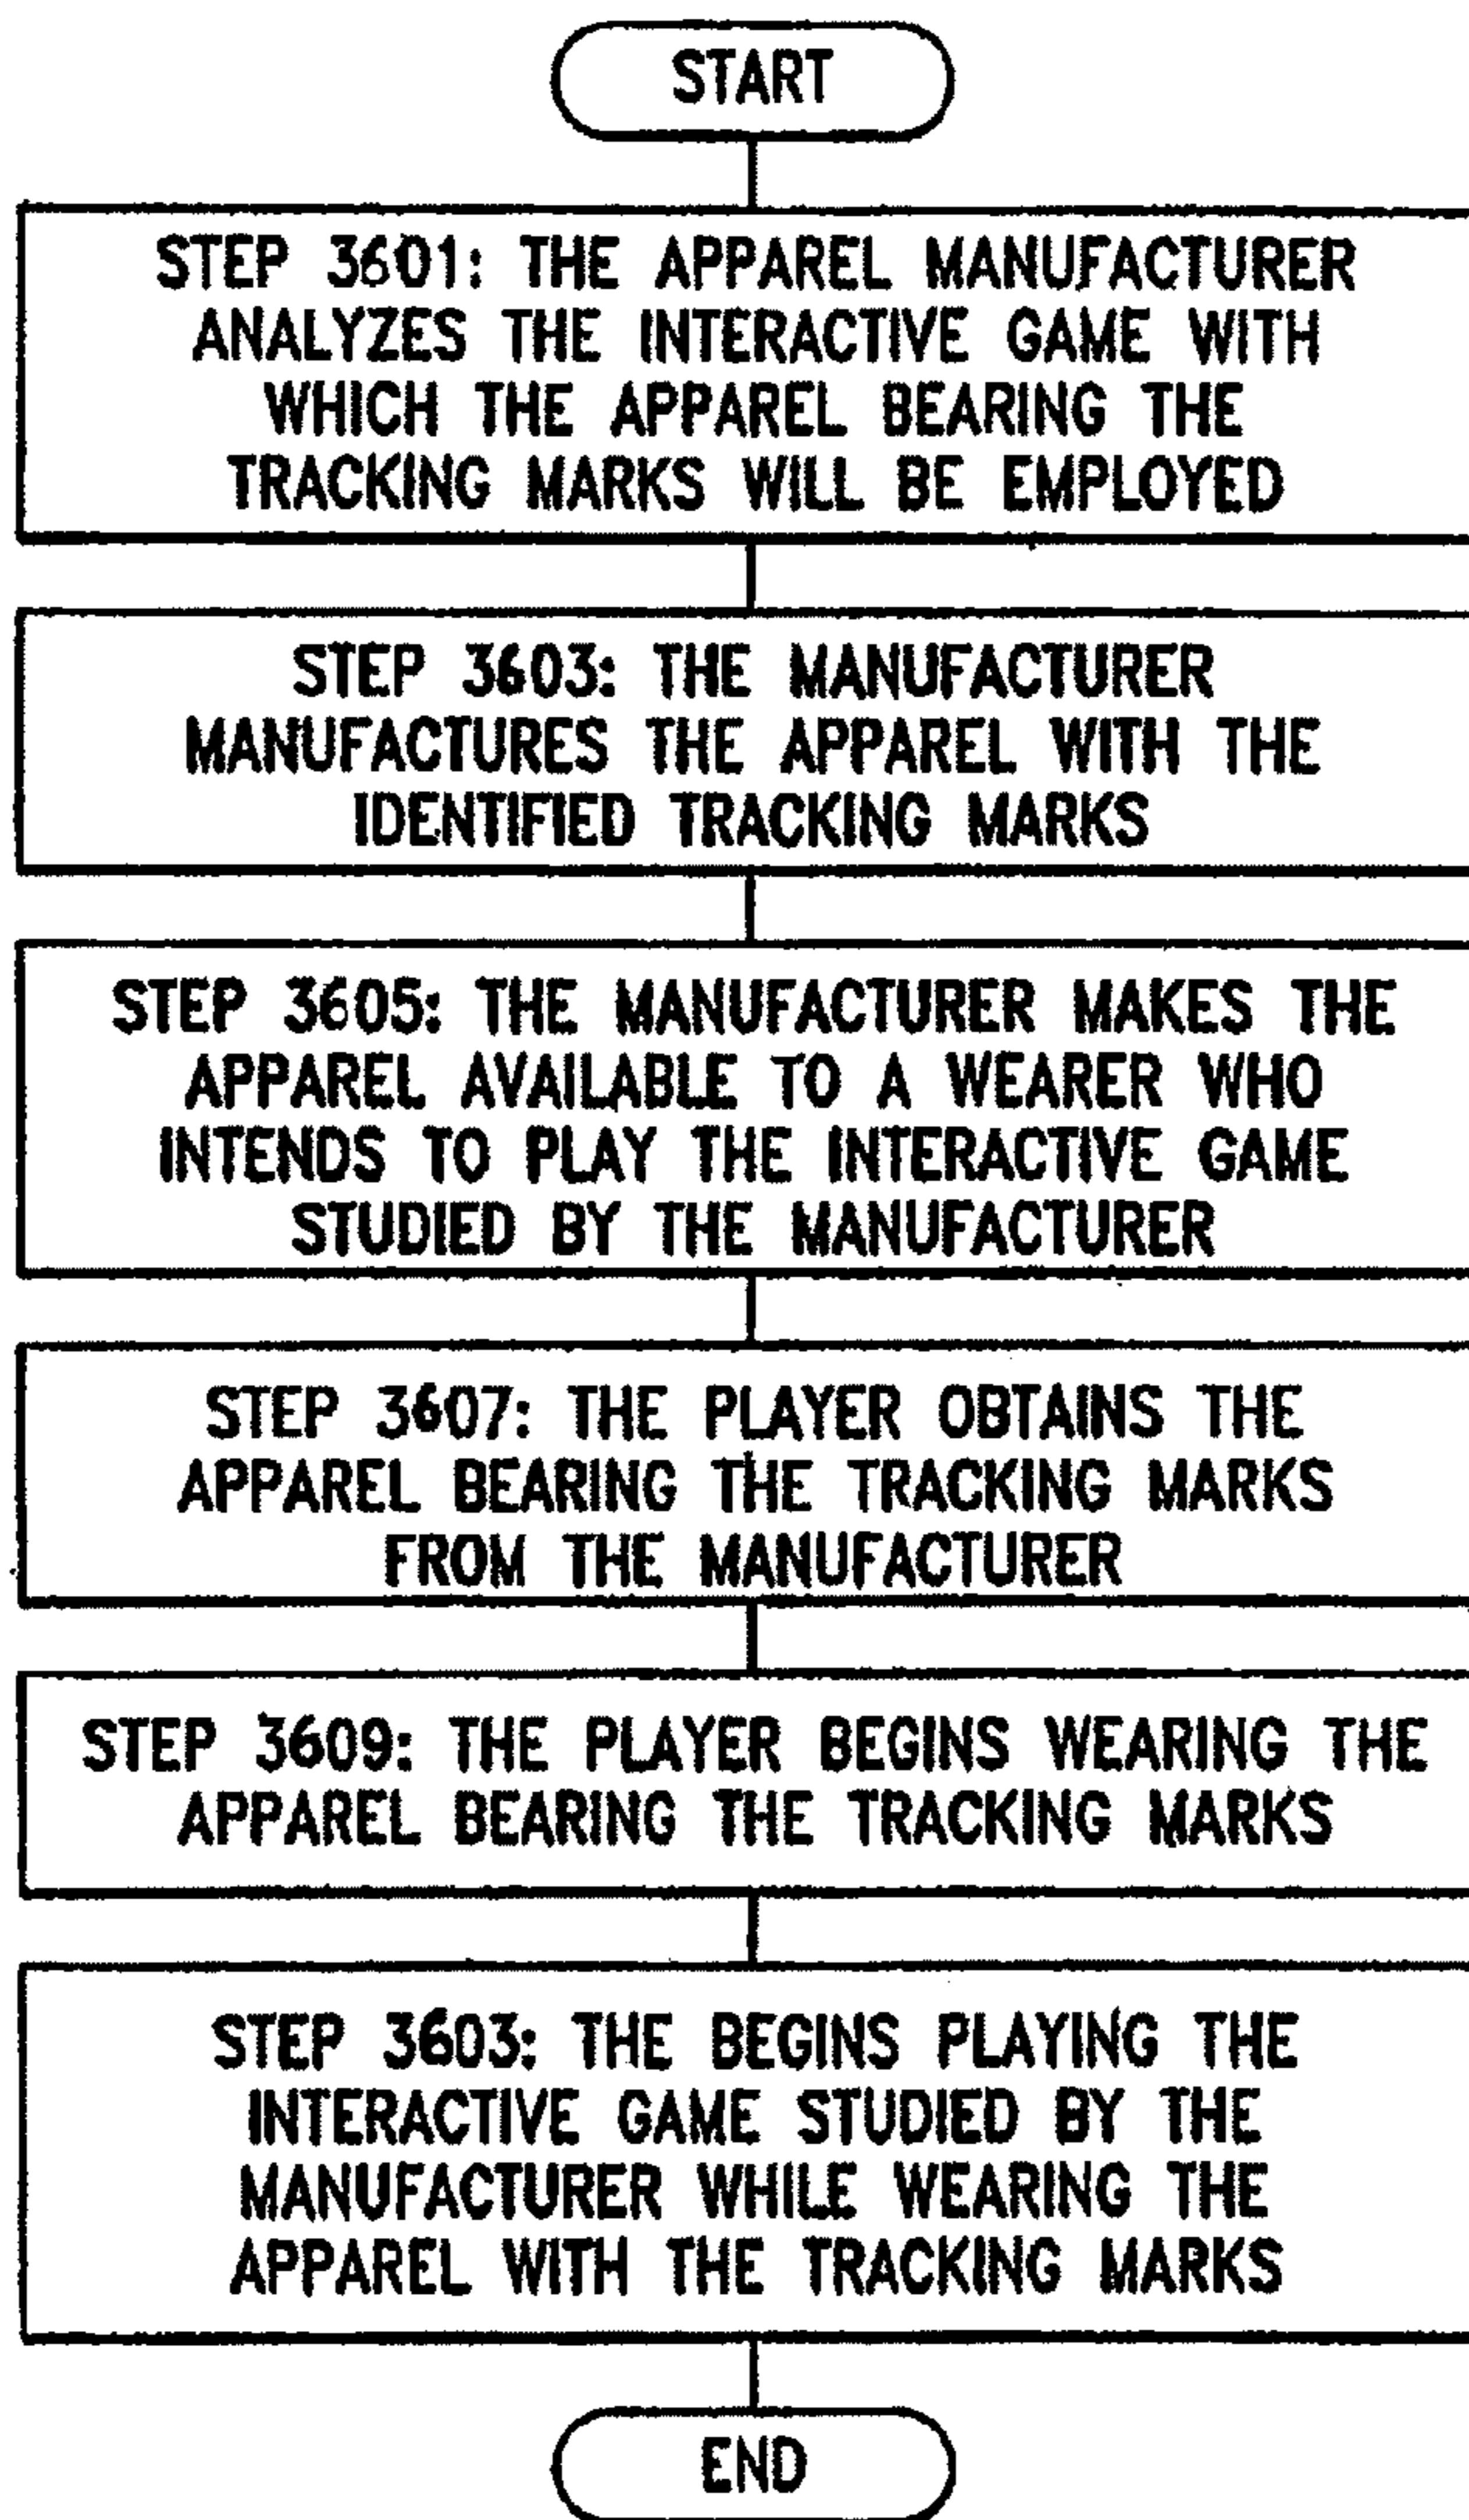 START
STEP 3601: THE APPAREL MANUFACTURER
ANALYZES THE INTERACTIVE GAME WITH
WHICH THE APPAREL BEARING THE
TRACKING MARKS WILL BE EMPLOYED
STEP 3603: THE MANUFACTURER
MANUFACTURES THE APPAREL WITH THE
IDENTIFIED TRACKING MARKS
STEP 3605: THE MANUFACTURER MAKES THE
APPAREL AVAILABLE TO A WEARER WHO
INTENDS TO PLAY THE INTERACTIVE GAME
STUDIED BY THE MANUFACTURER
STEP 3607: THE PLAYER OBTAINS THE
APPAREL BEARING THE TRACKING MARKS
FROM THE MANUFACTURER
STEP 3609: THE PLAYER BEGINS WEARING THE
APPAREL BEARING THE TRACKING MARKS
STEP 3603: THE BEGINS PLAYING THE
INTERACTIVE GAME STUDIED BY THE
MANUFACTURER WHILE WEARING THE
APPAREL WITH THE TRACKING MARKS
END